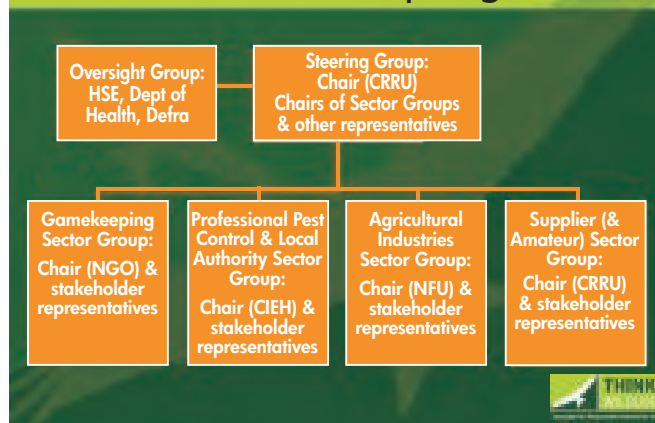 Oversight Group:
HSE, Dept of
Health, Defra
Steering Group:
Chair (CRRU)
Chairs of Sector Groups
& other representatives
Gamekeeping
Sector Group:
Chair (NGO) &
stakeholder
representatives
Professional Pest
Control & Local
Authority Sector
Group:
Chair (CIEH) &
stakeholder
representatives
Agricultural
Industries
Sector Group:
Chair (NFU) &
stakeholder
representatives
Supplier (&
Amateur) Sector
Group:
Chair (CRRU)
& stakeholder
representatives
THINK